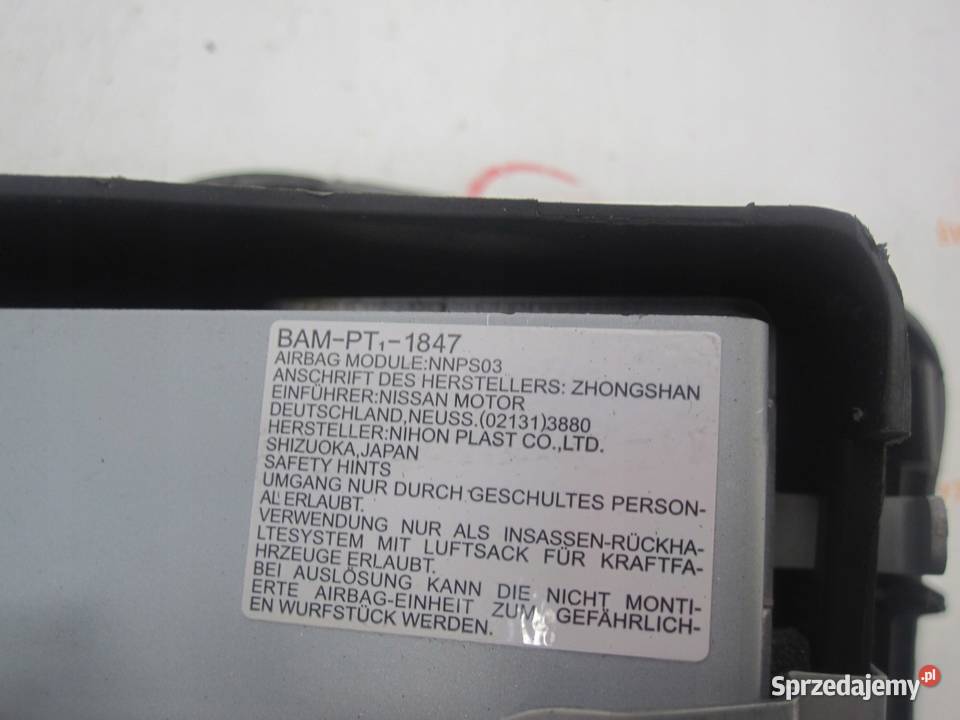 BAM-PT₁-1847
AIRBAG MODULE:NNPS03
ANSCHRIFT DES HERSTELLERS: ZHONGSHAN
EINFÜHRER:NISSAN MOTOR
DEUTSCHLAND,NEUSS.(02131)3880
HERSTELLER:NIHON PLAST CO.,LTD.
SHIZUOKA,JAPAN
SAFETY HINTS
UMGANG NUR DURCH GESCHULTES PERSON-
AL ERLAUBT.
VERWENDUNG NUR ALS INSASSEN-RÜCKHA-
LTESYSTEM MIT LUFTSACK FÜR KRAFTFA-
HRZEUGE ERLAUBT.
BEI AUSLÖSUNG KANN DIE NICHT MONTI-
ERTE AIRBAG-EINHEIT ZUM GEFÄHRLICH-
EN WURFSTÜCK WERDEN.
Sprzedajemy.pl